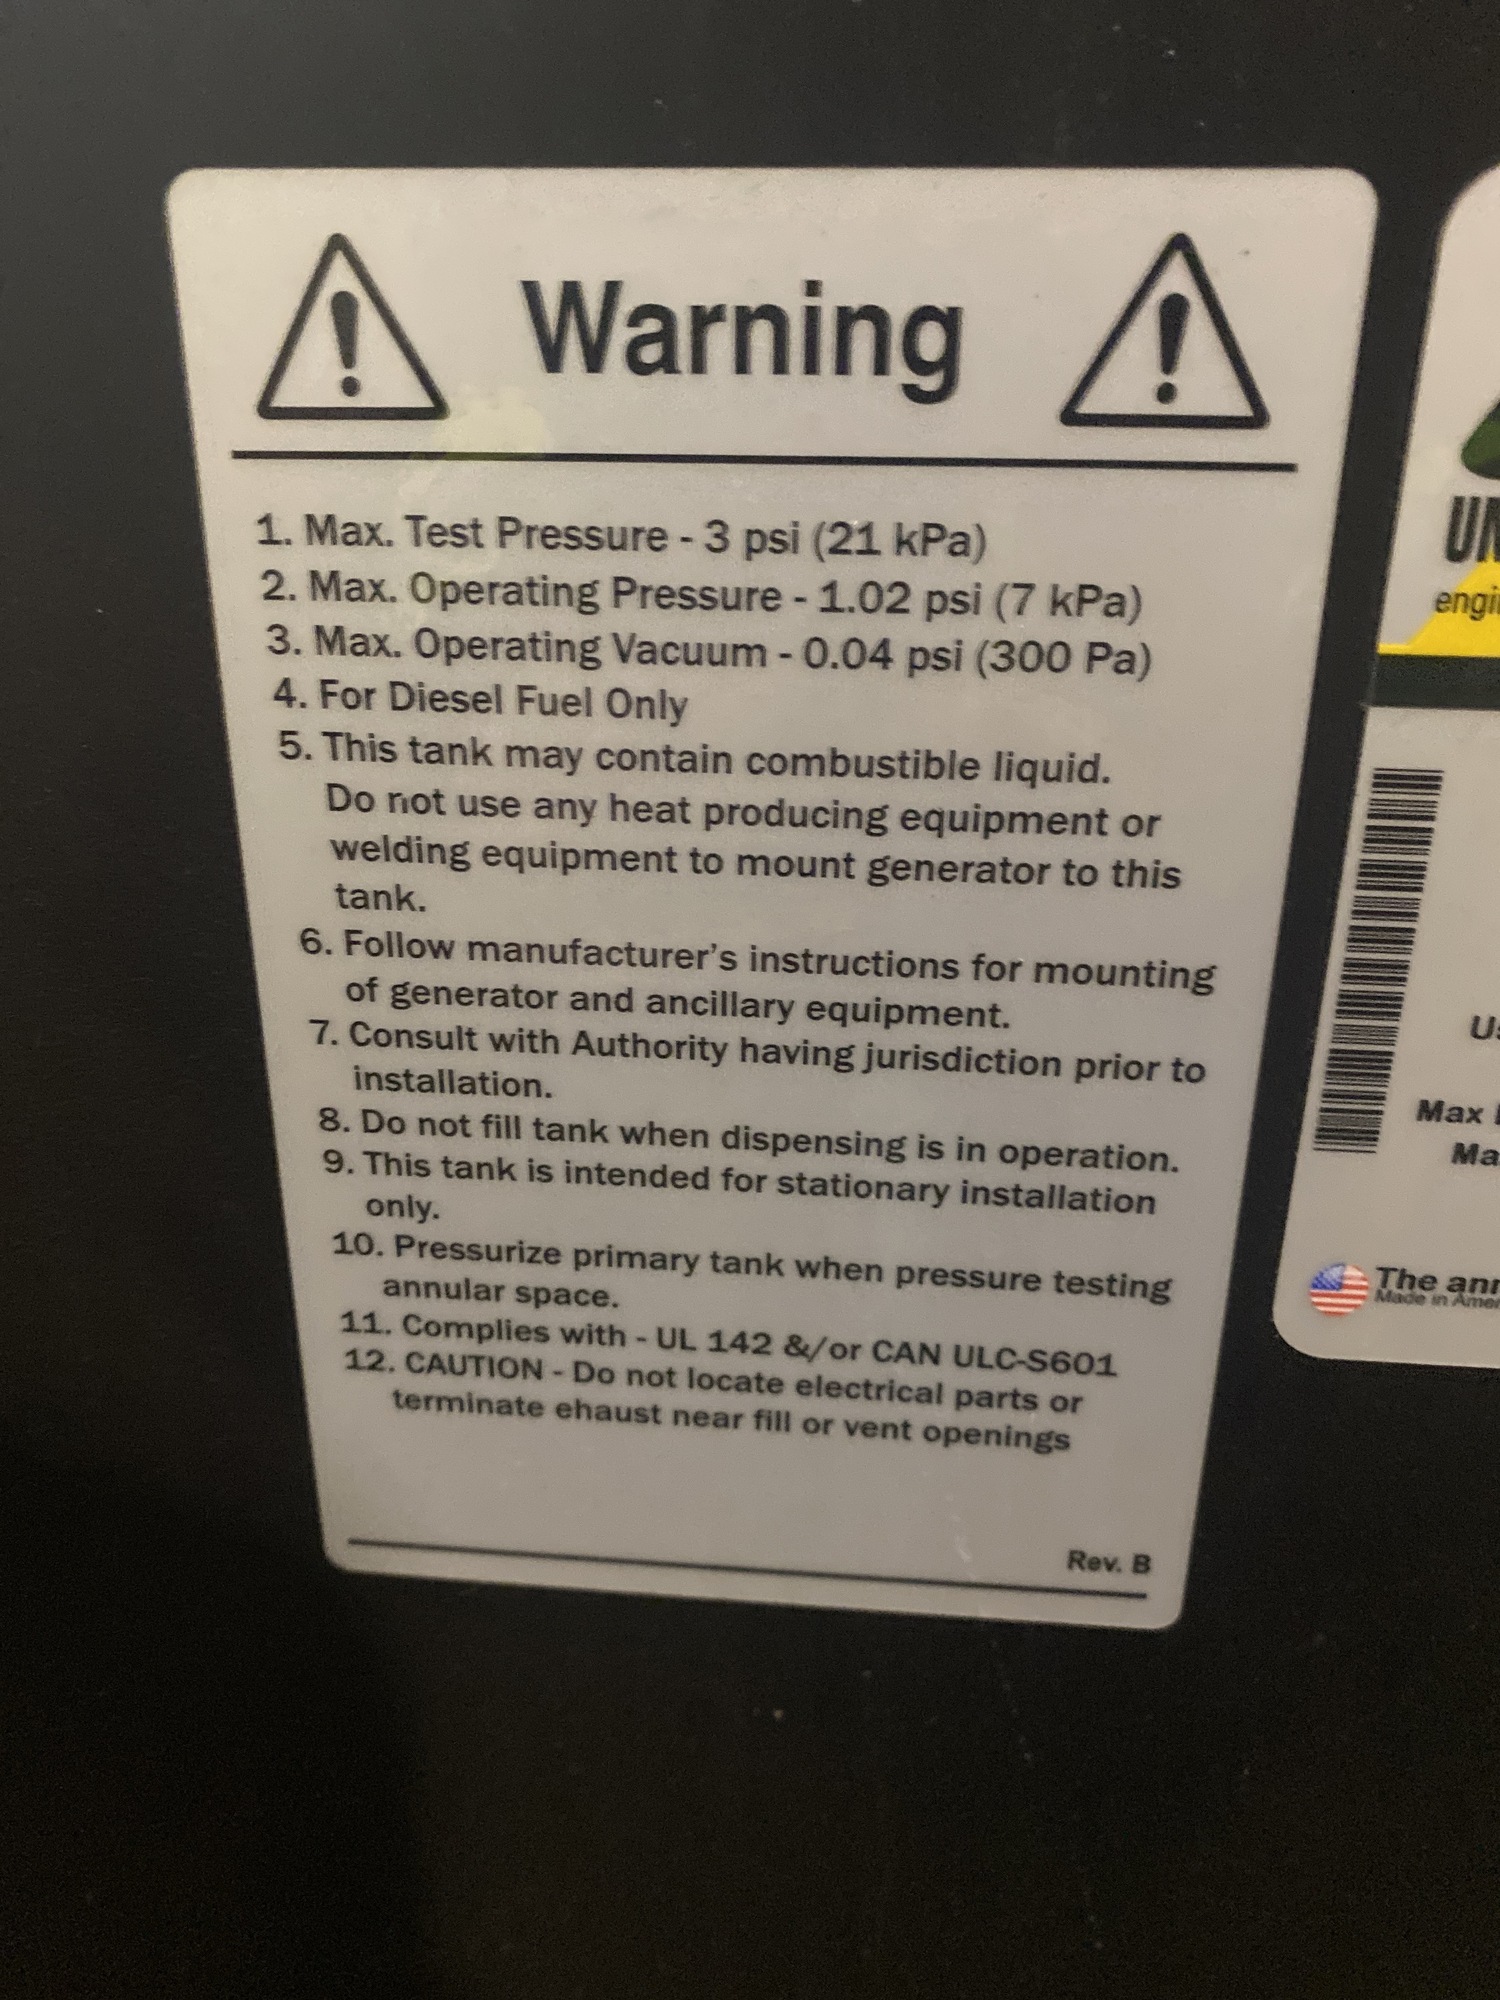 Warning
1. Max. Test Pressure - 3 psi (21 kPa)
2. Max. Operating Pressure - 1.02 psi (7 kPa)
3. Max. Operating Vacuum - 0.04 psi (300 Pa)
4. For Diesel Fuel Only
5. This tank may contain combustible liquid.
Do not use any heat producing equipment or
welding equipment to mount generator to this
tank.
6. Follow manufacturer's instructions for mounting
of generator and ancillary equipment.
7. Consult with Authority having jurisdiction prior to
installation.
8. Do not fill tank when dispensing is in operation.
9. This tank is intended for stationary installation
only.
10. Pressurize primary tank when pressure testing
annular space.
11. Complies with - UL 142 &/or CAN ULC-S601
12. CAUTION - Do not locate electrical parts or
terminate ehaust near fill or vent openings
Rev. B
Max
The
Made in